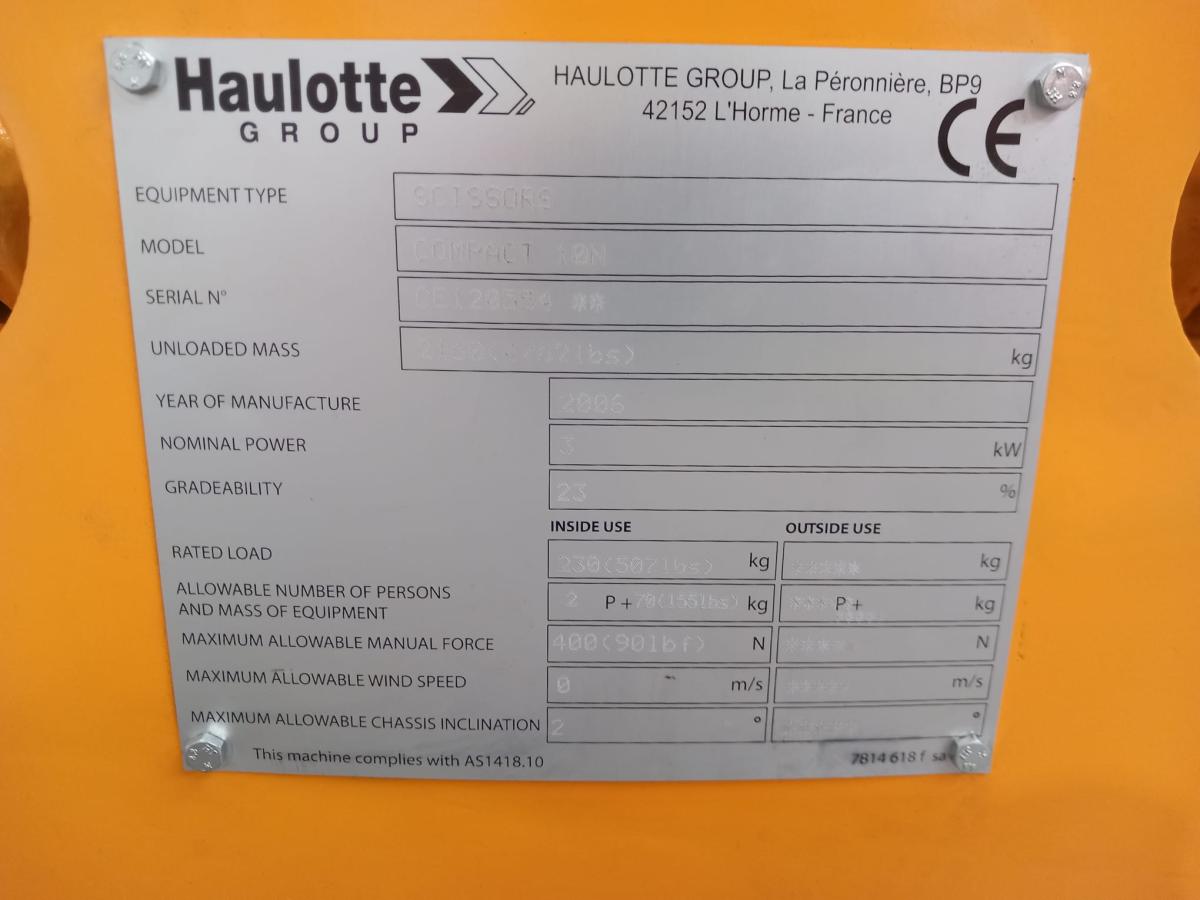 Haulotte
GROUP
HAULOTTE GROUP, La Péronnière, BP9
42152 L'Horme - France
CE
EQUIPMENT TYPE SCISSORS
MODEL COMPACT 10N
SERIAL N° **
UNLOADED MASS kg
YEAR OF MANUFACTURE 2006
NOMINAL POWER 3 kW
GRADEABILITY 23 %
INSIDE USE OUTSIDE USE
RATED LOAD 230(507lbs) kg ***** kg
ALLOWABLE NUMBER OF PERSONS
AND MASS OF EQUIPMENT 2 P + 70(155lbs) kg P + kg
MAXIMUM ALLOWABLE MANUAL FORCE 400(90lbf) N ***** N
MAXIMUM ALLOWABLE WIND SPEED 0 m/s ***** m/s
MAXIMUM ALLOWABLE CHASSIS INCLINATION 2 ° °
This machine complies with AS1418.10
7814 618 f